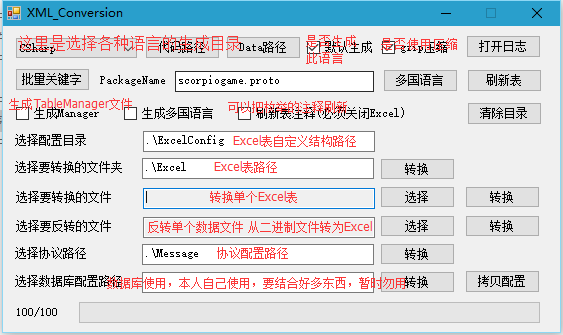 XML_Conversion
这里是选择各种语言的生成目录
CSharp 代码路径 Data路径 默认生成 gzip压缩 打开日志
是否生成此语言
是否使用压缩
批量关键字 PackageName scorpiogame.proto 多国语言 刷新表
生成TableManager文件
可以把枚举的注释刷新
生成Manager 生成多国语言 刷新表注释(必须关闭Excel) 清除目录
选择配置目录 .\ExcelConfig Excel表自定义结构路径
选择要转换的文件夹 .\Excel Excel表路径 转换
选择要转换的文件 转换单个Excel表 选择 转换
选择要反转的文件 反转单个数据文件 从二进制文件转为Excel 选择 转换
选择协议路径 .\Message 协议配置路径 转换
选择数据库配置路径 数据库使用，本人自己使用，要结合好多东西，暂时勿用 转换 拷贝配置
100/100